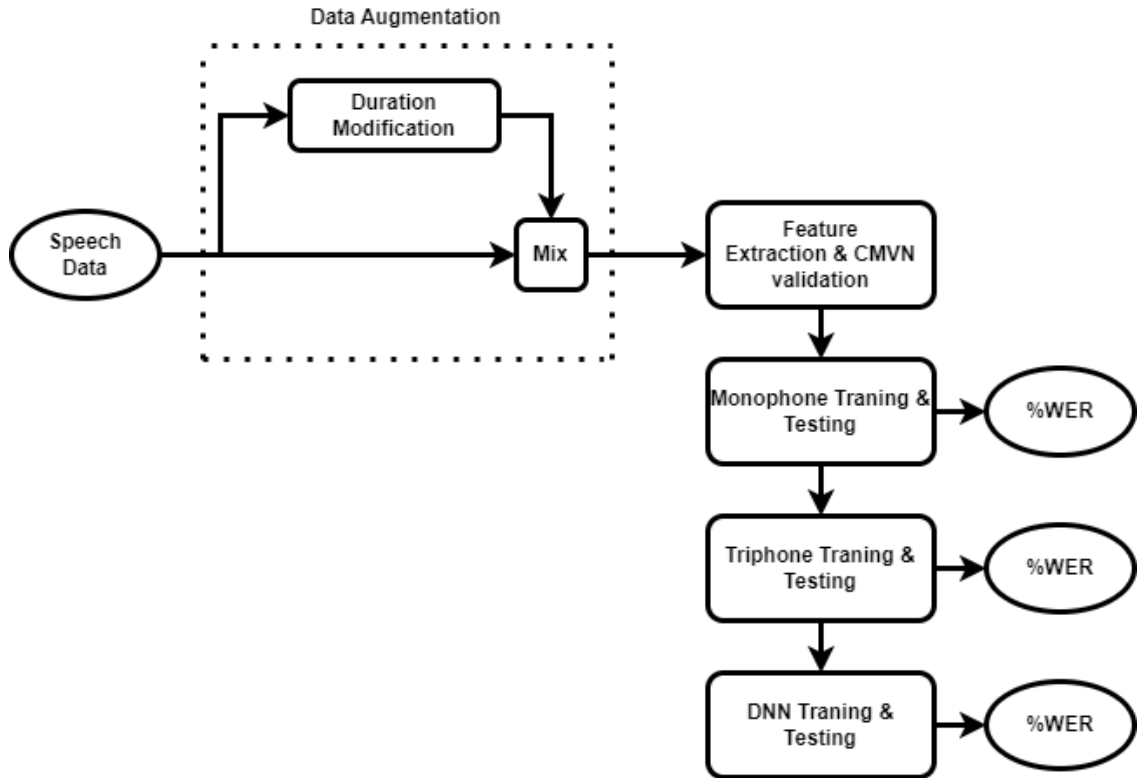 Data Augmentation
Duration
Modification
Speech
Data
Mix
Feature
Extraction & CMVN
validation
Monophone Traning &
Testing
%WER
Triphone Traning &
Testing
%WER
DNN Traning &
Testing
%WER